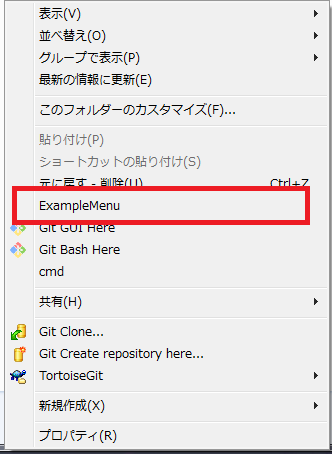 表示(V)
並べ替え(O)
グループで表示(P)
最新の情報に更新(E)
このフォルダーのカスタマイズ(F)...
貼り付け(P)
ショートカットの貼り付け(S)
元に戻す - 削除(U) Ctrl+Z
ExampleMenu
Git GUI Here
Git Bash Here
cmd
共有(H)
Git Clone...
Git Create repository here...
TortoiseGit
新規作成(X)
プロパティ(R)